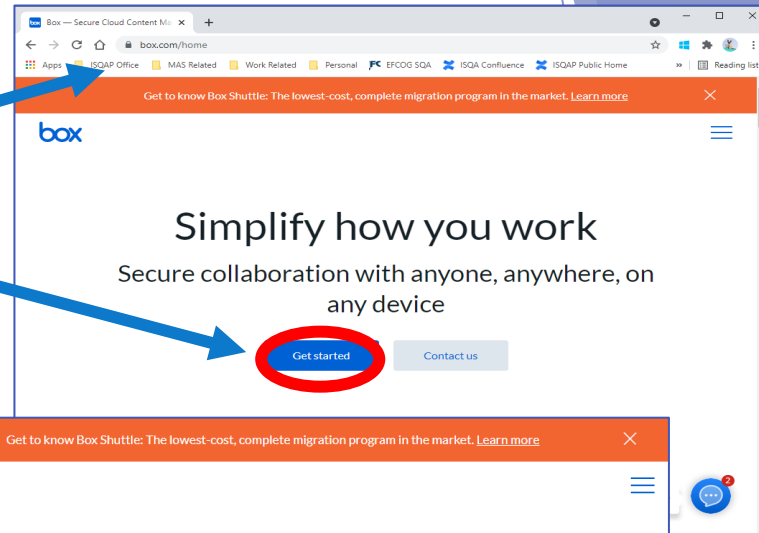 box Box — Secure Cloud Content Ma
box.com/home
Apps ISQAP Office MAS Related Work Related Personal FC EFCOG SQA ISQA Confluence ISQAP Public Home » Reading list
Get to know Box Shuttle: The lowest-cost, complete migration program in the market. Learn more
box
Simplify how you work
Secure collaboration with anyone, anywhere, on
any device
Get started Contact us
Get to know Box Shuttle: The lowest-cost, complete migration program in the market. Learn more
2